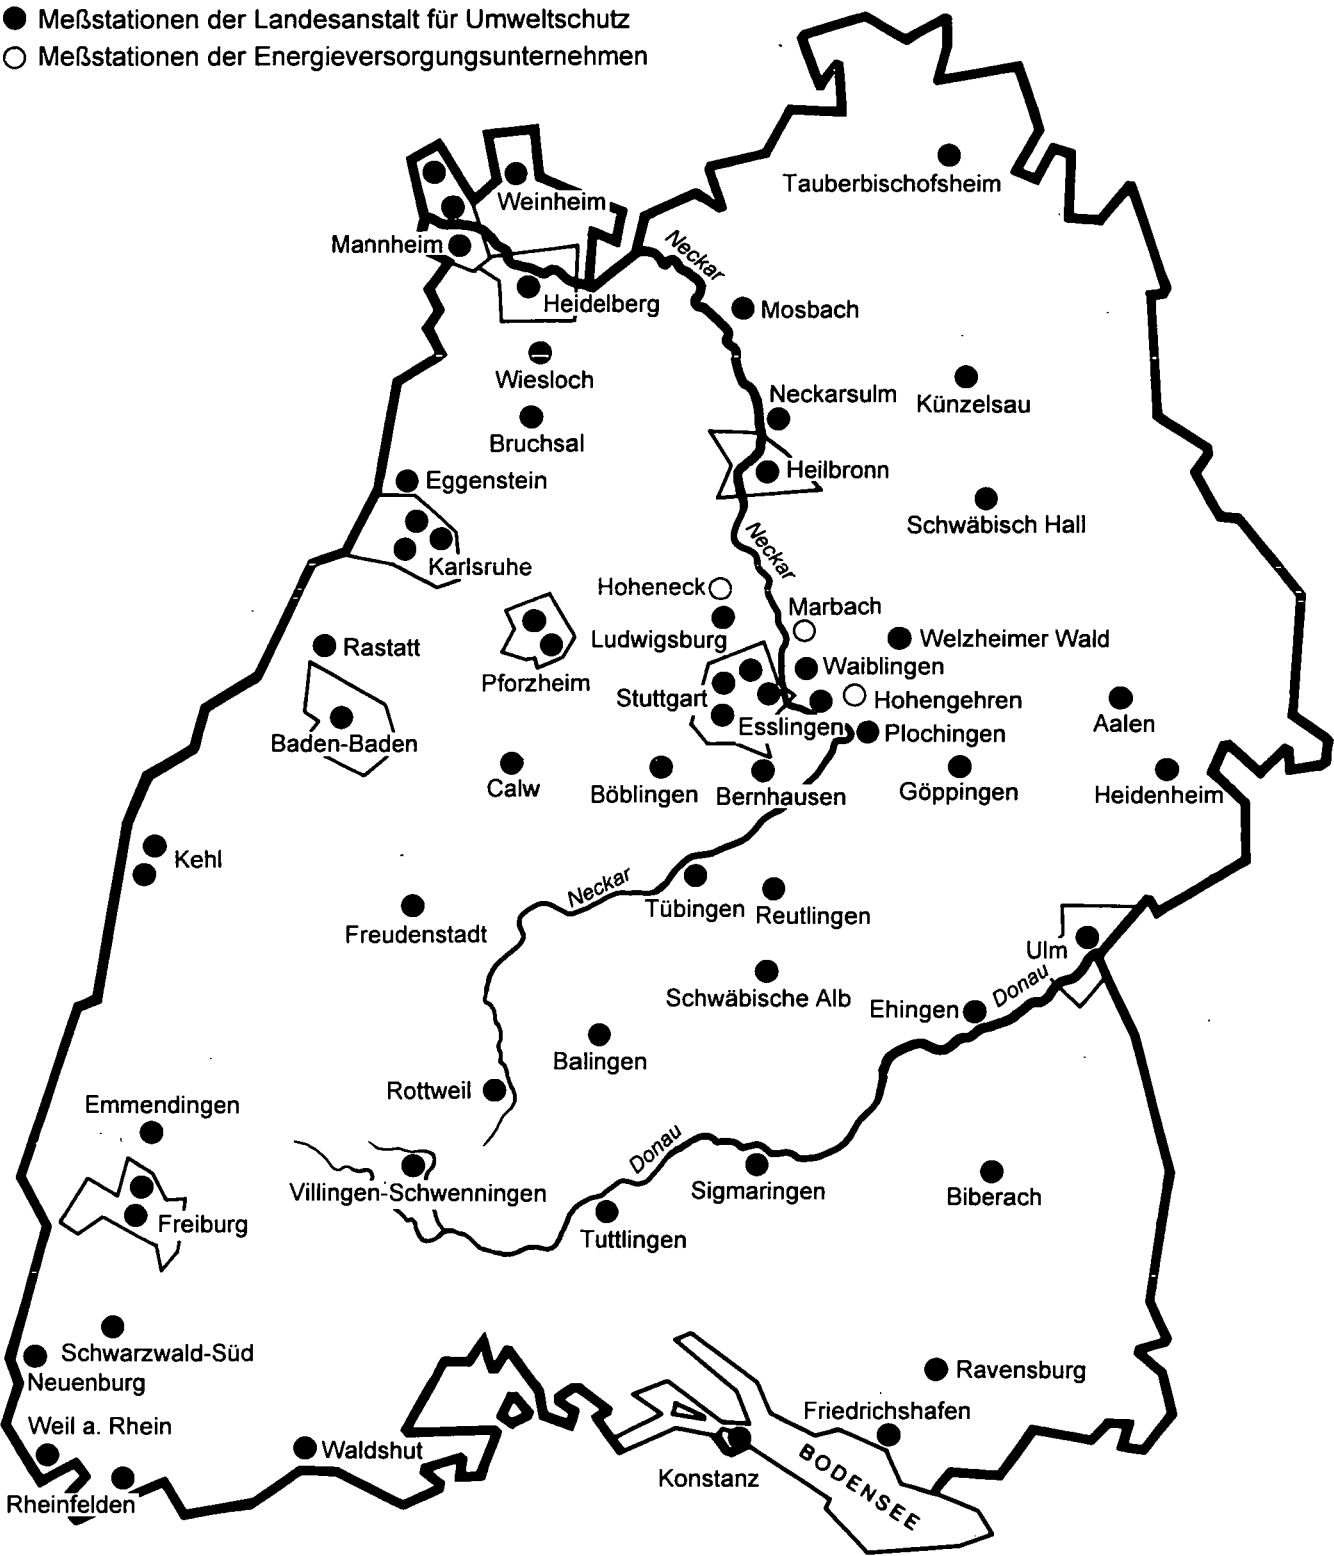 Meßstationen der Landesanstalt für Umweltschutz
Meßstationen der Energieversorgungsunternehmen
Tauberbischofsheim
Weinheim
Mannheim
Neckar
Heidelberg
Mosbach
Wiesloch
Neckarsulm
Künzelsau
Bruchsal
Heilbronn
Eggenstein
Schwäbisch Hall
Neckar
Karlsruhe
Hoheneck
Marbach
Ludwigsburg
Welzheimer Wald
Rastatt
Waiblingen
Pforzheim
Stuttgart
Hohengehren
Esslingen
Aalen
Plochingen
Baden-Baden
Calw
Böblingen
Bernhausen
Göppingen
Heidenheim
Kehl
Neckar
Tübingen
Reutlingen
Freudenstadt
Ulm
Donau
Schwäbische Alb
Ehingen
Balingen
Rottweil
Emmendingen
Donau
Villingen-Schwenningen
Sigmaringen
Biberach
Freiburg
Tuttlingen
Schwarzwald-Süd
Neuenburg
Ravensburg
Friedrichshafen
Weil a. Rhein
Waldshut
Konstanz
BODENSEE
Rheinfelden